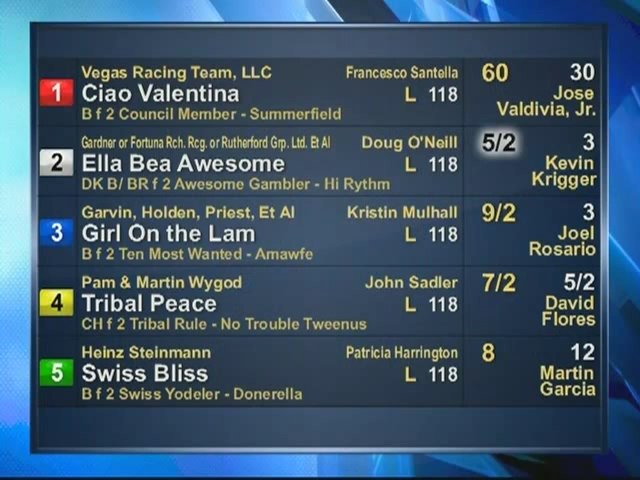 1
Vegas Racing Team, LLC Francesco Santella 60 30
Ciao Valentina L 118 Jose
B f 2 Council Member - Summerfield Valdivia, Jr.
2
Gardner or Fortuna Rch. Rcg. or Rutherford Grp. Ltd. Et Al Doug O'Neill 5/2 3
Ella Bea Awesome L 118 Kevin
DK B/ BR f 2 Awesome Gambler - Hi Rythm Krigger
3
Garvin, Holden, Priest, Et Al Kristin Mulhall 9/2 3
Girl On the Lam L 118 Joel
B f 2 Ten Most Wanted - Amawfe Rosario
4
Pam & Martin Wygod John Sadler 7/2 5/2
Tribal Peace L 118 David
CH f 2 Tribal Rule - No Trouble Tweenus Flores
5
Heinz Steinmann Patricia Harrington 8 12
Swiss Bliss L 118 Martin
B f 2 Swiss Yodeler - Donerella Garcia